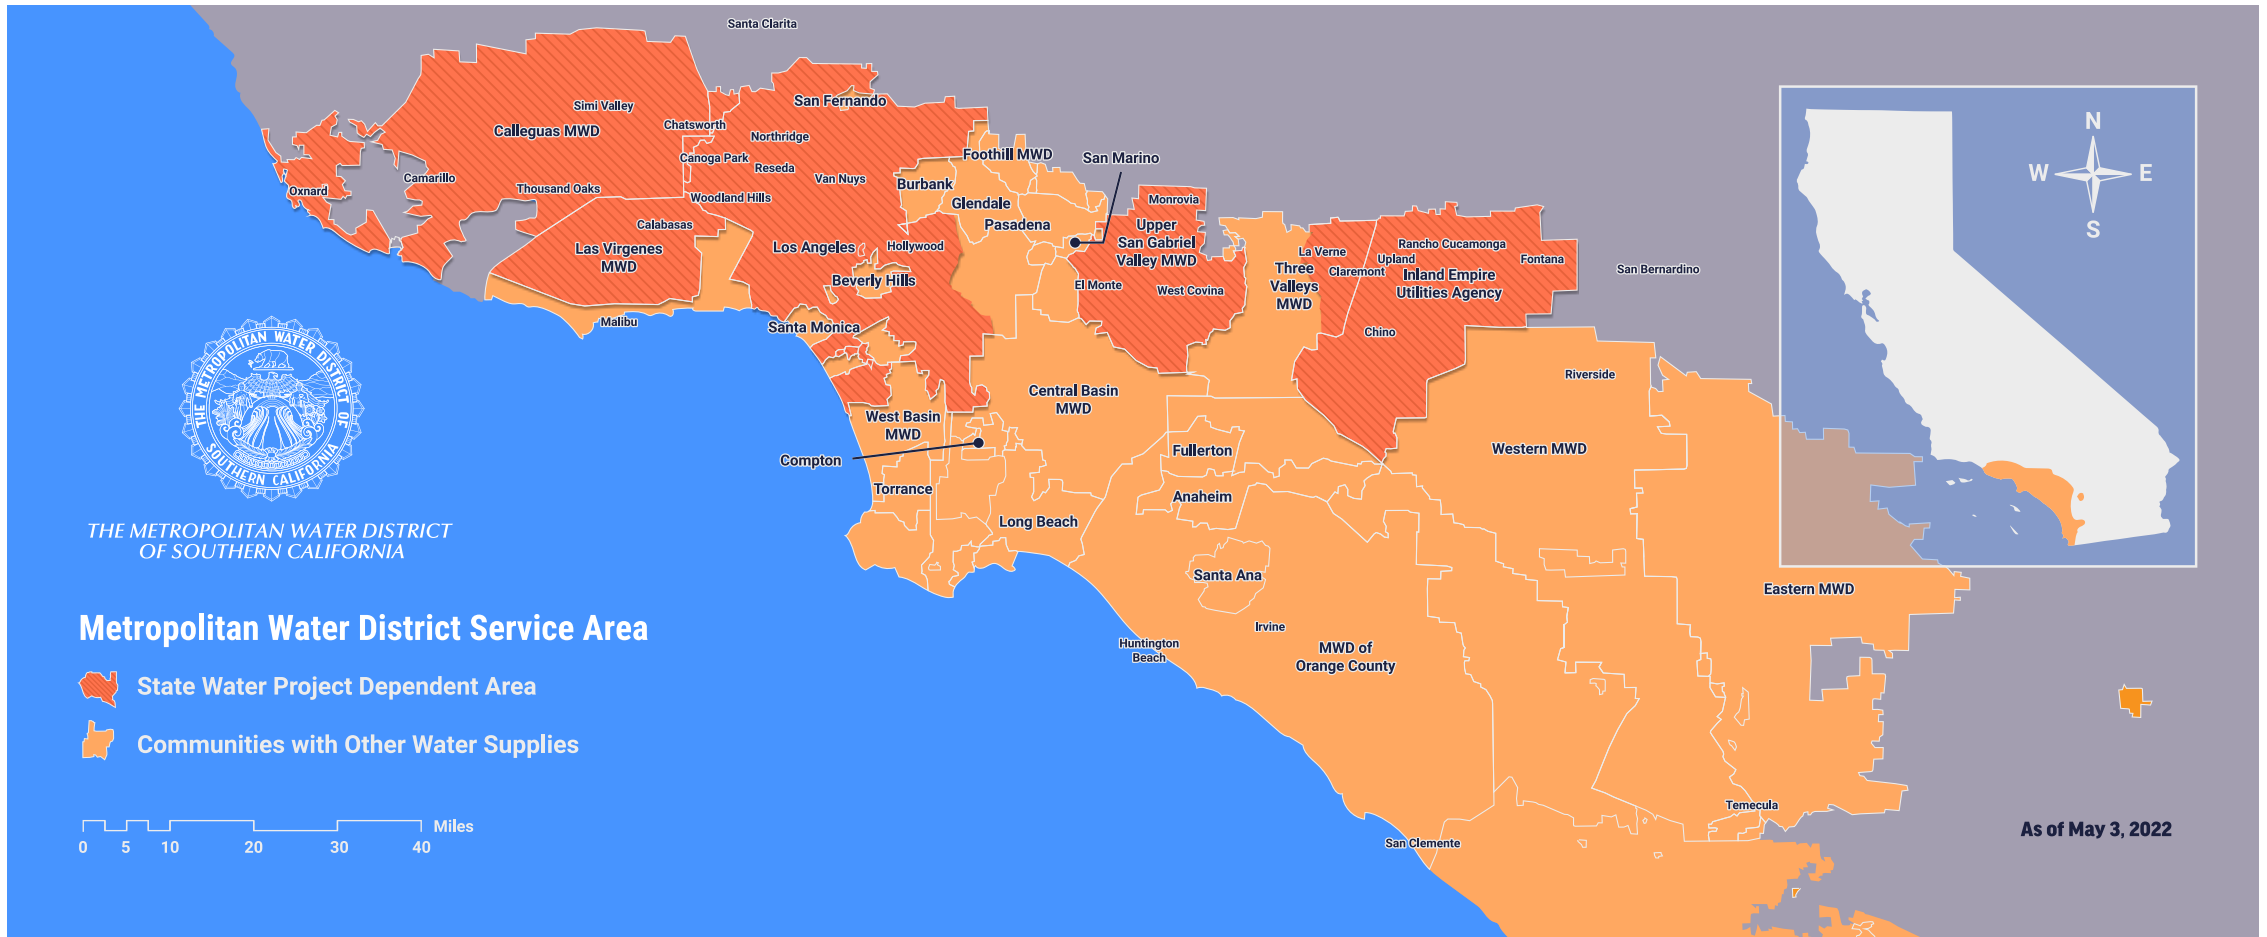 Santa Clarita
San Fernando
Simi Valley
Calleguas MWD
Chatsworth
Northridge
Canoga Park
Reseda
Van Nuys
Camarillo
Oxnard
Thousand Oaks
Woodland Hills
Calabasas
Las Virgenes
MWD
Los Angeles
Hollywood
Beverly Hills
Malibu
Santa Monica
Foothill MWD
San Marino
Burbank
Glendale
Pasadena
Monrovia
Upper
San Gabriel
Valley MWD
El Monte
West Covina
La Verne
Claremont
Three
Valleys
MWD
Rancho Cucamonga
Upland
Inland Empire
Utilities Agency
Fontana
Chino
San Bernardino
Riverside
Central Basin
MWD
West Basin
MWD
Compton
Torrance
Long Beach
Fullerton
Anaheim
Western MWD
Santa Ana
Irvine
Huntington
Beach
MWD of
Orange County
Eastern MWD
Temecula
San Clemente
N
W E
S
THE METROPOLITAN WATER DISTRICT OF
SOUTHERN CALIFORNIA
THE METROPOLITAN WATER DISTRICT
OF SOUTHERN CALIFORNIA
Metropolitan Water District Service Area
State Water Project Dependent Area
Communities with Other Water Supplies
Miles
0 5 10 20 30 40
As of May 3, 2022